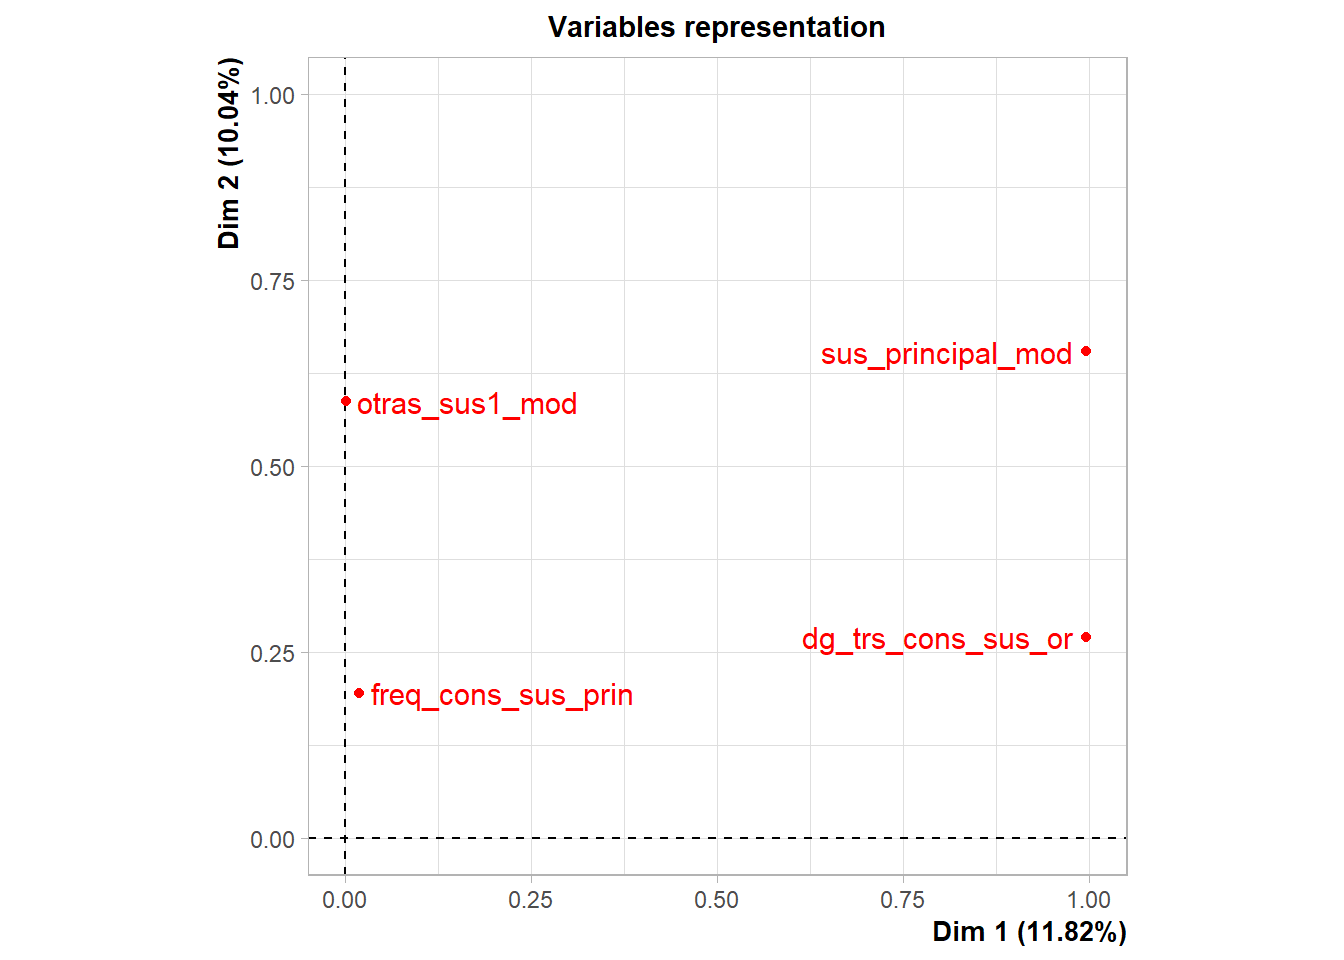 Variables representation
Dim 2 (10.04%)
1.00
0.75
0.50
0.25
0.00
sus_principal_mod
otras_sus1_mod
dg_trs_cons_sus_or
freq_cons_sus_prin
0.00 0.25 0.50 0.75 1.00
Dim 1 (11.82%)